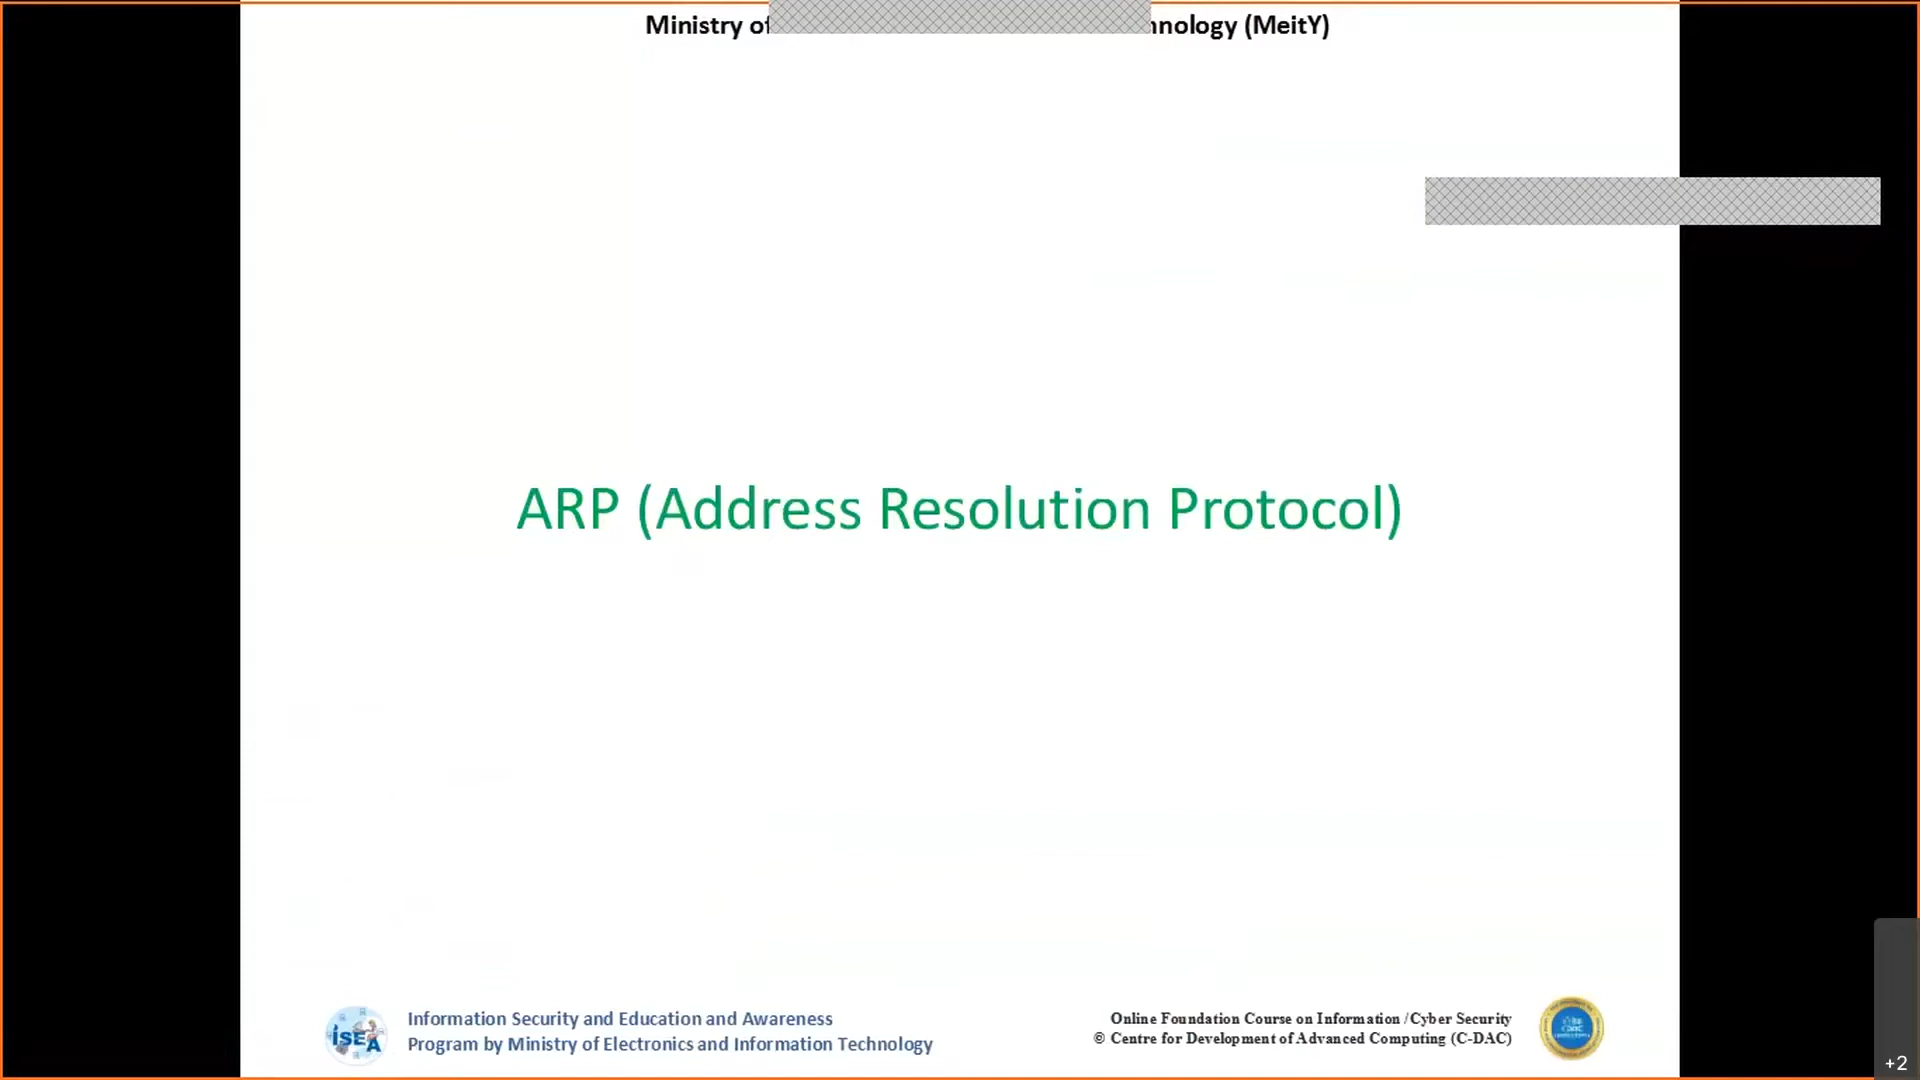 Ministry of nology (MeitY)
ARP (Address Resolution Protocol)
ISEA
Information Security and Education and Awareness
Program by Ministry of Electronics and Information Technology
Online Foundation Course on Information /Cyber Security
© Centre for Development of Advanced Computing (C-DAC)
+2